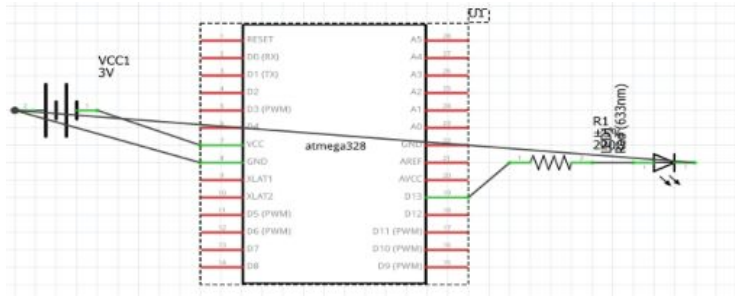 U1
VCC1
3V
RESET
D0 (RX)
D1 (TX)
D2
D3 (PWM)
D4
VCC
GND
XLAT1
XLAT2
D5 (PWM)
D6 (PWM)
D7
D8
atmega328
A5
A4
A3
A2
A1
A0
GND
AREF
AVCC
D13
D12
D11 (PWM)
D10 (PWM)
D9 (PWM)
R1
(633nm)